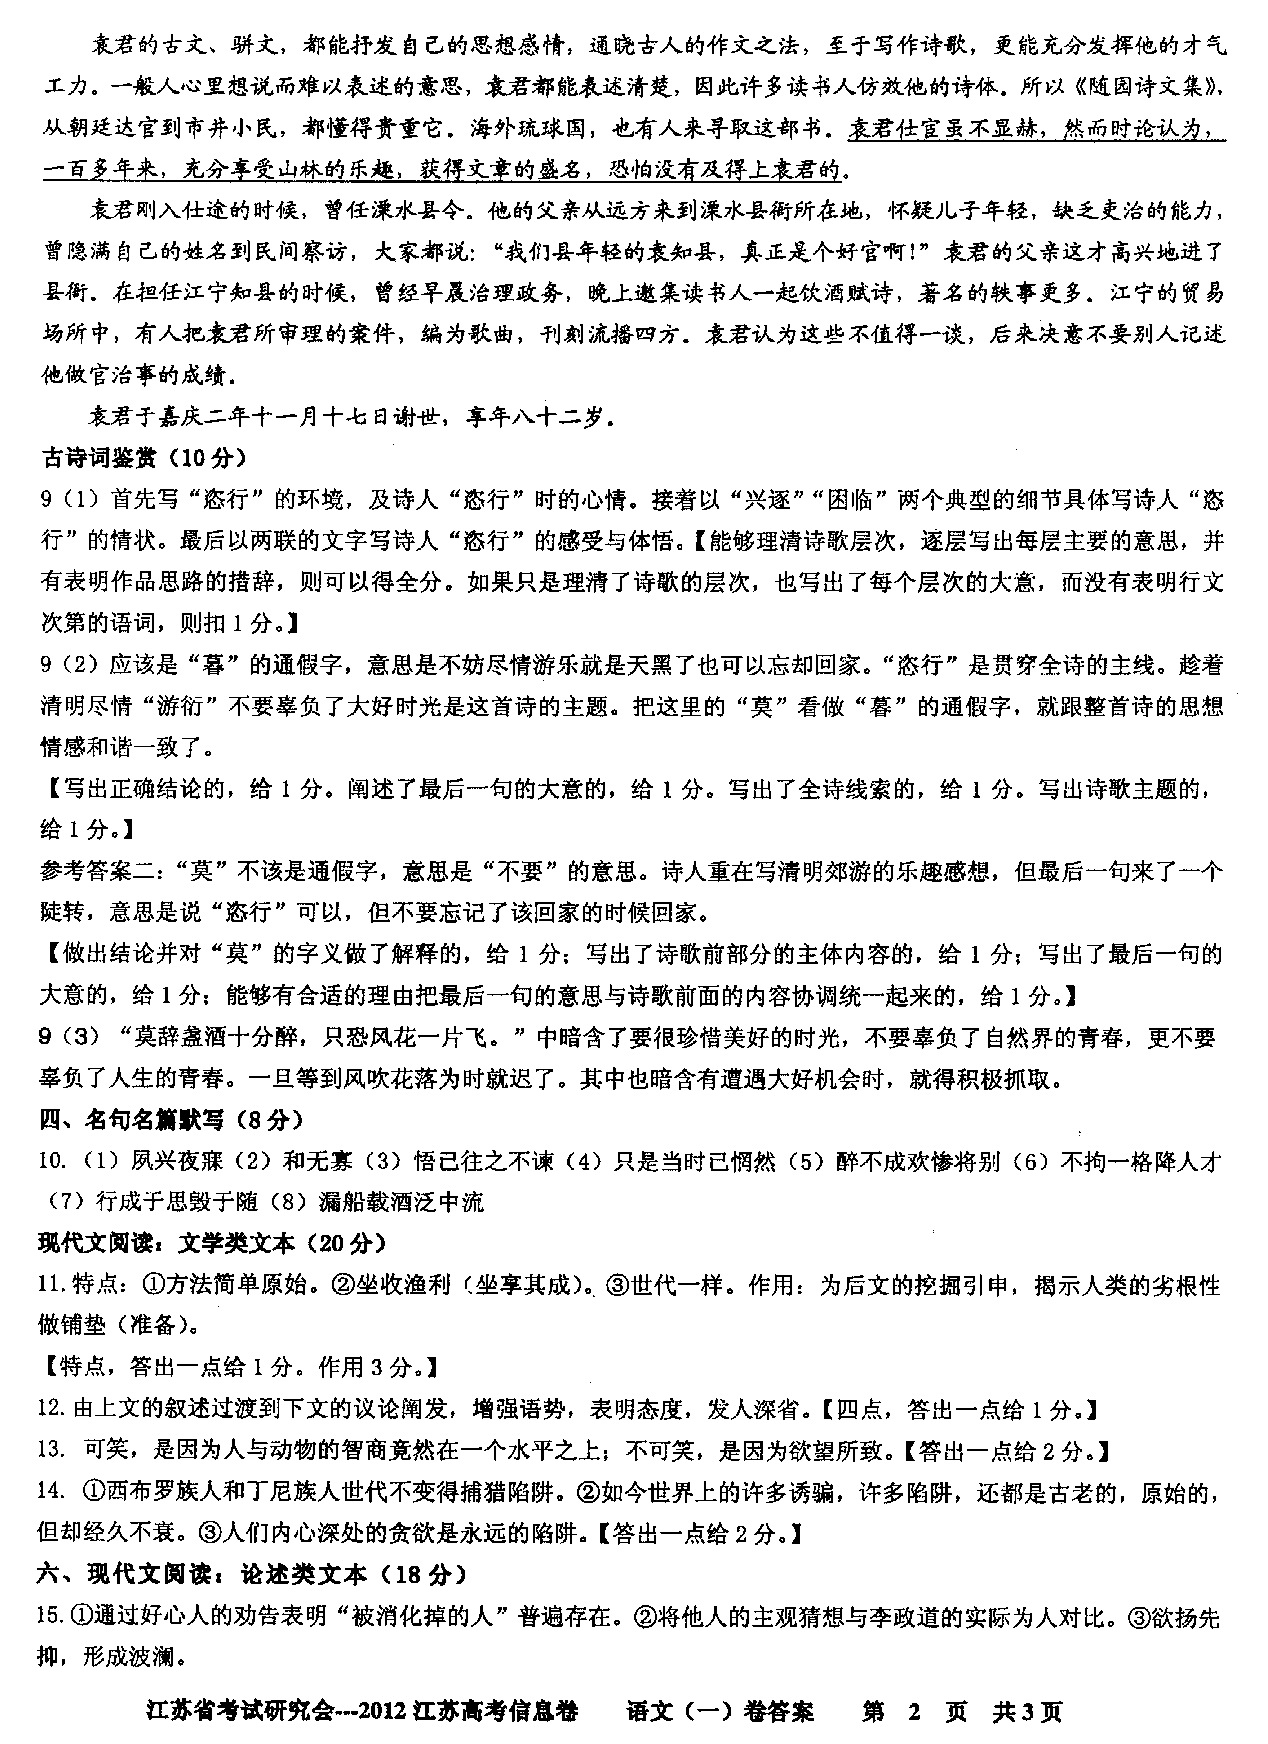 袁君的古文、骈文，都能抒发自己的思想感情；通晓古人的作文之法，至于写作诗歌，更能充分发挥他的才气
工力。一般人心里想说而难以表述的意思，袁君都能表述清楚，因此许多读书人仿效他的诗体。所以《随园诗文集》，
从朝廷达官到市井小民，都懂得贵重它。海外琉球国，也有人来寻取这部书。袁君仕宦虽不显赫，然而时论认为，
一百多年来，充分享受山林的乐趣，获得文章的盛名，恐怕没有及得上袁君的。
袁君刚入仕途的时候，曾任溧水县令。他的父亲从远方来到溧水县衙所在地，怀疑儿子年轻，缺乏吏治的能力，
曾隐满自己的姓名到民间察访，大家都说：“我们县年轻的袁知县，真正是个好官啊!”袁君的父亲这才高兴地进了
县衙。在担任江宁知县的时候，曾经早晨治理政务，晚上邀集读书人一起饮酒赋诗，著名的轶事更多。江宁的贸易
场所中，有人把袁君所审理的案件，编为歌曲，刊刻流播四方。袁君认为这些不值得一谈，后来决意不要别人记述
他做官治事的成绩。
袁君于嘉庆二年十一月十七日谢世，享年八十二岁。
古诗词鉴赏（10 分）
9（1）首先写“恣行”的环境，及诗人“恣行”时的心情。接着以“兴逐”“困临”两个典型的细节具体写诗人“恣
行”的情状。最后以两联的文字写诗人“恣行”的感受与体悟。【能够理清诗歌层次，逐层写出每层主要的意思，并
有表明作品思路的措辞，则可以得全分。如果只是理清了诗歌的层次，也写出了每个层次的大意，而没有表明行文
次第的语词，则扣 1 分。】
9（2）应该是“暮”的通假字，意思是不妨尽情游乐就是天黑了也可以忘却回家。“恣行”是贯穿全诗的主线。趁着
清明尽情“游衍”不要辜负了大好时光是这首诗的主题。把这里的“莫”看做“暮”的通假字，就跟整首诗的思想
情感和谐一致了。
【写出正确结论的，给 1 分。阐述了最后一句的大意的，给 1 分。写出了全诗线索的，给 1 分。写出诗歌主题的，
给 1 分。】
参考答案二：“莫”不该是通假字，意思是“不要”的意思。诗人重在写清明郊游的乐趣感想，但最后一句来了一个
陡转，意思是说“恣行”可以，但不要忘记了该回家的时候回家。
【做出结论并对“莫”的字义做了解释的，给 1 分；写出了诗歌前部分的主体内容的，给 1 分；写出了最后一句的
大意的，给 1 分；能够有合适的理由把最后一句的意思与诗歌前面的内容协调统一起来的，给 1 分。】
9（3）“莫辞盏酒十分醉，只恐风花一片飞。”中暗含了要很珍惜美好的时光，不要辜负了自然界的青春，更不要
辜负了人生的青春。一旦等到风吹花落为时就迟了。其中也暗含有遭遇大好机会时，就得积极抓取。
四、名句名篇默写（8 分）
10.（1）夙兴夜寐（2）和无寡（3）悟已往之不谏（4）只是当时已惘然（5）醉不成欢惨将别（6）不拘一格降人才
（7）行成于思毁于随（8）漏船载酒泛中流
现代文阅读：文学类文本（20 分）
11.特点：①方法简单原始。②坐收渔利（坐享其成）。③世代一样。作用：为后文的挖掘引申，揭示人类的劣根性
做铺垫（准备）。
【特点，答出一点给 1 分。作用 3 分。】
12.由上文的叙述过渡到下文的议论阐发，增强语势，表明态度，发人深省。【四点，答出一点给 1 分。】
13. 可笑，是因为人与动物的智商竟然在一个水平之上；不可笑，是因为欲望所致。【答出一点给 2 分。】
14. ①西布罗族人和丁尼族人世代不变得捕猎陷阱。②如今世界上的许多诱骗，许多陷阱，还都是古老的，原始的，
但却经久不衰。③人们内心深处的贪欲是永远的陷阱。【答出一点给 2 分。】
六、现代文阅读：论述类文本（18 分）
15.①通过好心人的劝告表明“被消化掉的人”普遍存在。②将他人的主观猜想与李政道的实际为人对比。③欲扬先
抑，形成波澜。
江苏省考试研究会---2012 江苏高考信息卷 语文（一）卷答案 第 2 页 共 3 页